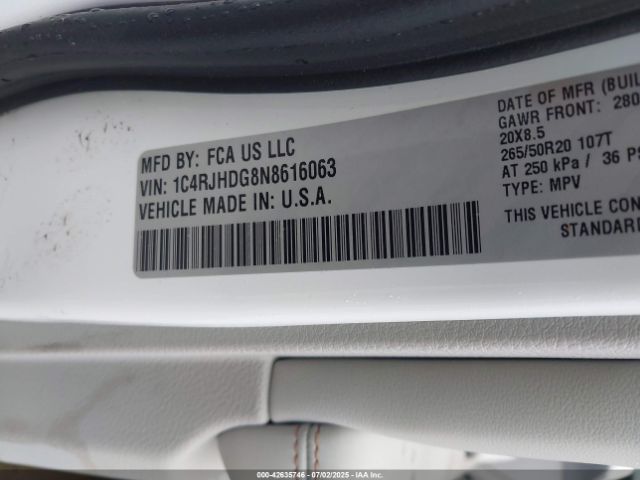 MFD BY: FCA US LLC
VIN: 1C4RJHDG8N8616063
VEHICLE MADE IN: U.S.A.
DATE OF MFR (BUIL
GAWR FRONT: 280
20X8.5
265/50R20 107T
AT 250 kPa / 36 PS
TYPE: MPV
THIS VEHICLE CON
STANDARD
000-42635746 - 07/02/2025 - IAA Inc.